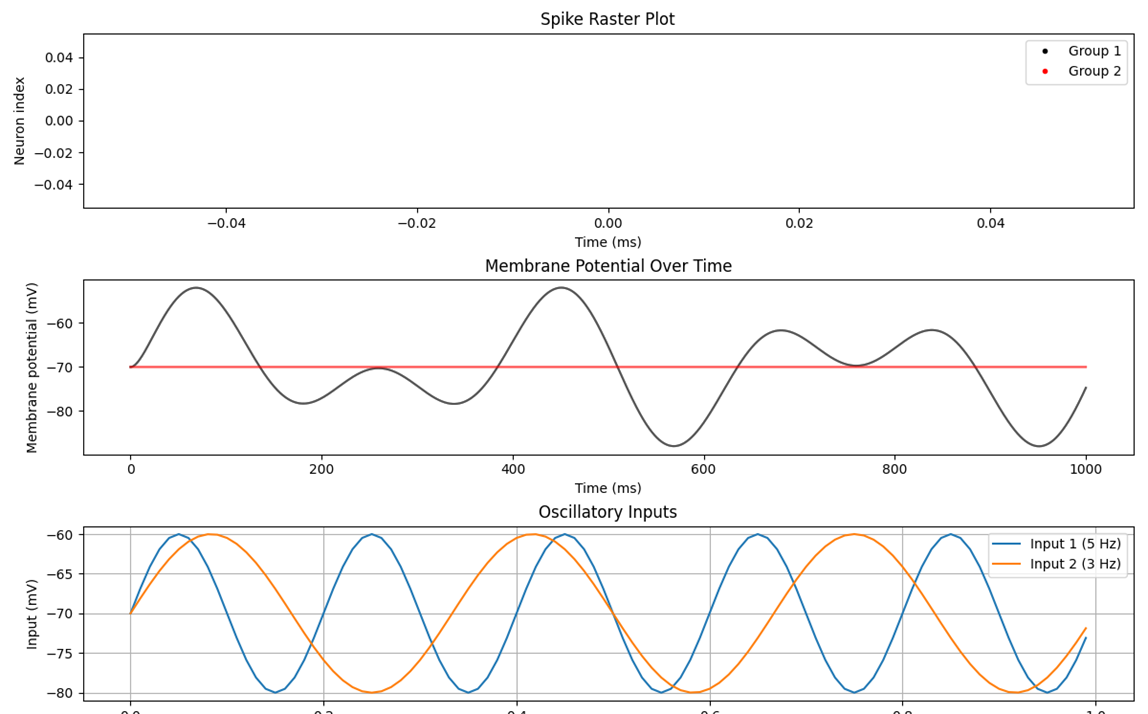 Spike Raster Plot
Neuron index
0.04
0.02
0.00
−0.02
−0.04
Group 1
Group 2
−0.04 −0.02 0.00 0.02 0.04
Time (ms)
Membrane Potential Over Time
Membrane potential (mV)
−60
−70
−80
0 200 400 600 800 1000
Time (ms)
Oscillatory Inputs
Input (mV)
−60
−65
−70
−75
−80
Input 1 (5 Hz)
Input 2 (3 Hz)